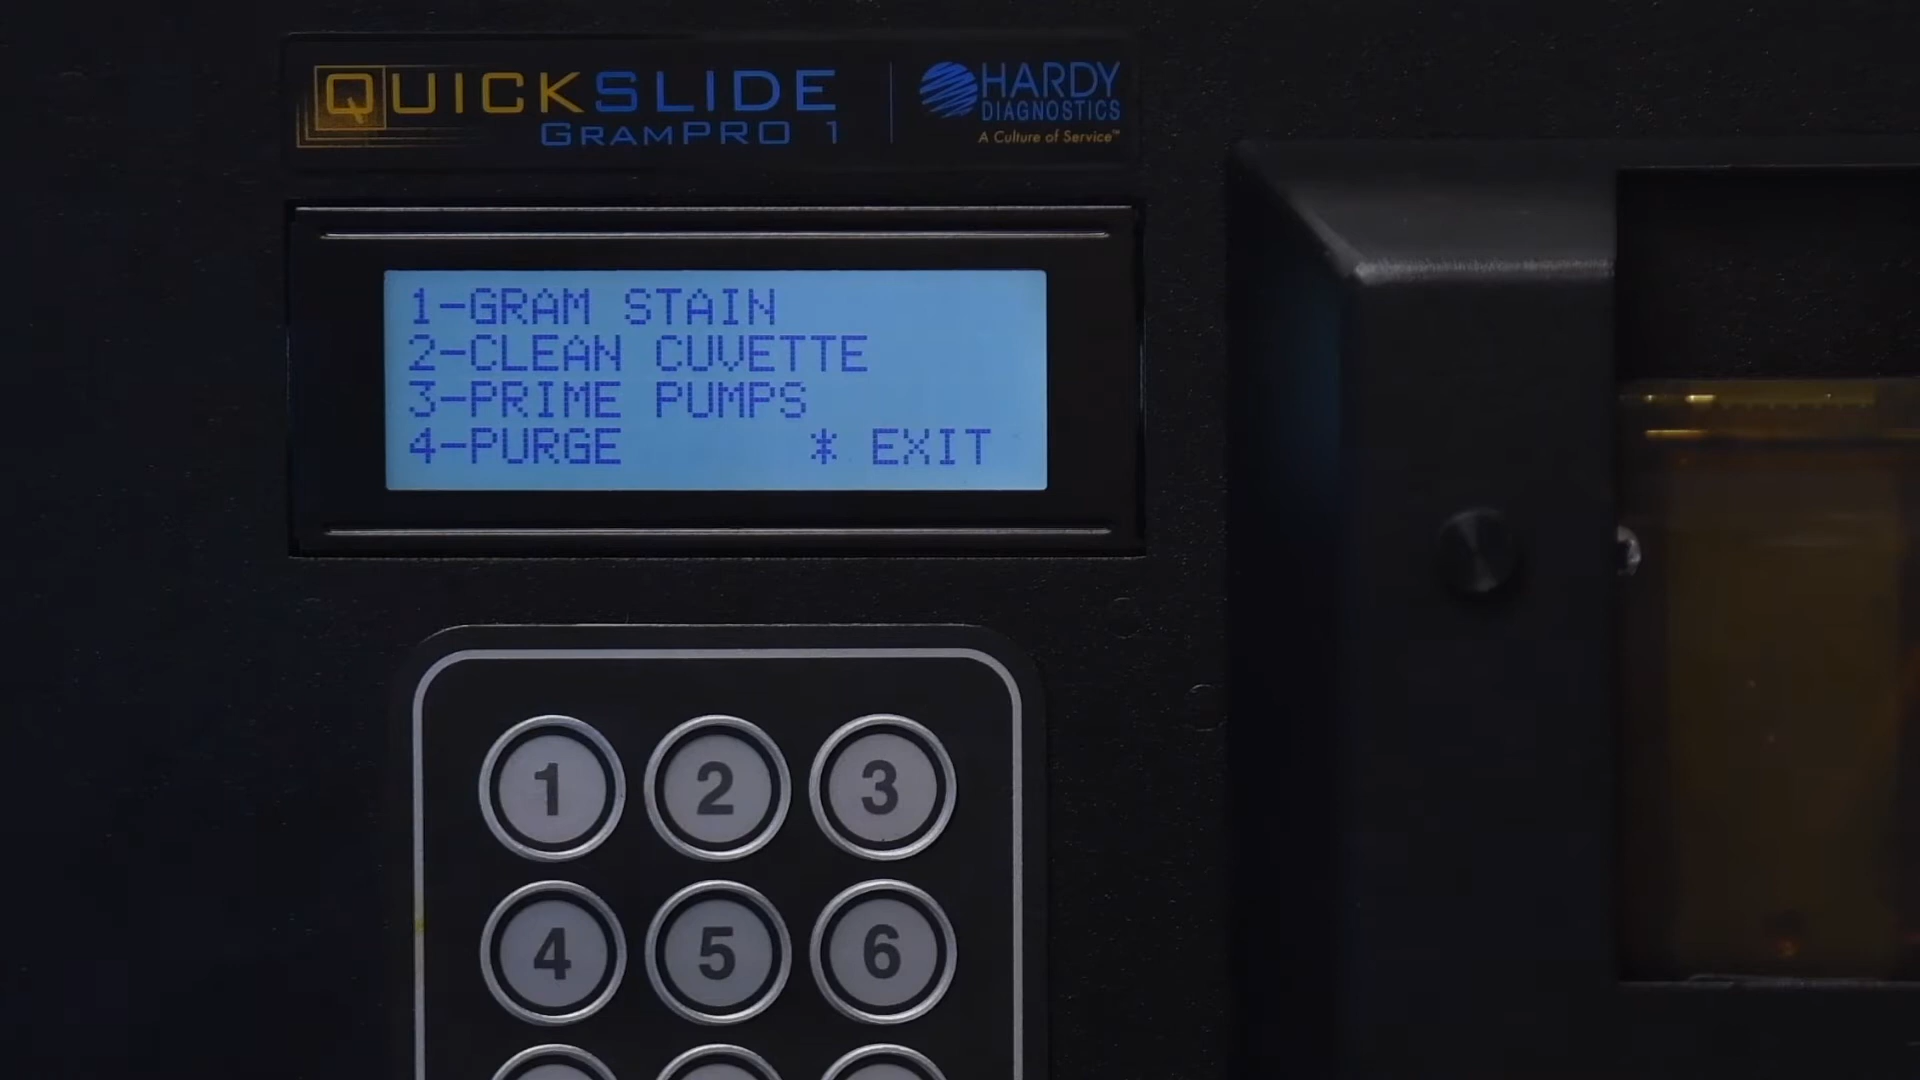 QUICKSLIDE
GRAMPRO 1
HARDY
DIAGNOSTICS
A Culture of Service™
1-GRAM STAIN
2-CLEAN CUVETTE
3-PRIME PUMPS
4-PURGE * EXIT
1 2 3
4 5 6